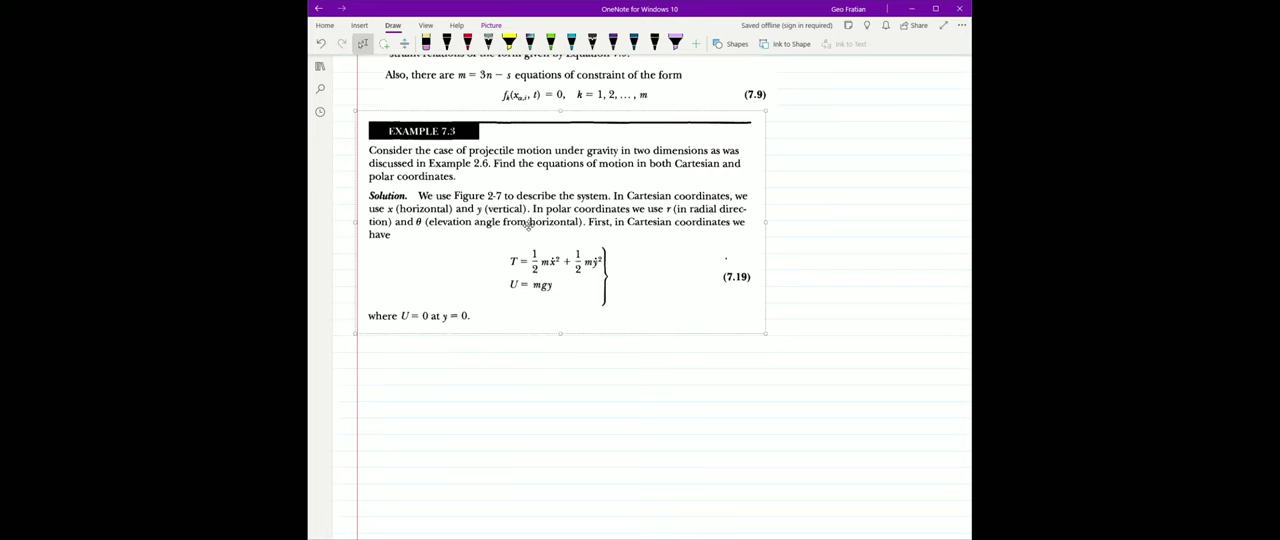 OneNote for Windows 10
Geo Fratian
Home Insert Draw View Help Picture
Saved offline (sign in required)
Share
Shapes
Ink to Shape
Ink to Text
Also, there are m = 3n − s equations of constraint of the form
fₖ(xα,ᵢ, t) = 0, k = 1, 2, ... , m (7.9)
EXAMPLE 7.3
Consider the case of projectile motion under gravity in two dimensions as was
discussed in Example 2.6. Find the equations of motion in both Cartesian and
polar coordinates.
Solution. We use Figure 2-7 to describe the system. In Cartesian coordinates, we
use x (horizontal) and y (vertical). In polar coordinates we use r (in radial direc-
tion) and θ (elevation angle from horizontal). First, in Cartesian coordinates we
have
T = 1/2 mẋ² + 1/2 mẏ²
(7.19)
U = mgy
where U = 0 at y = 0.